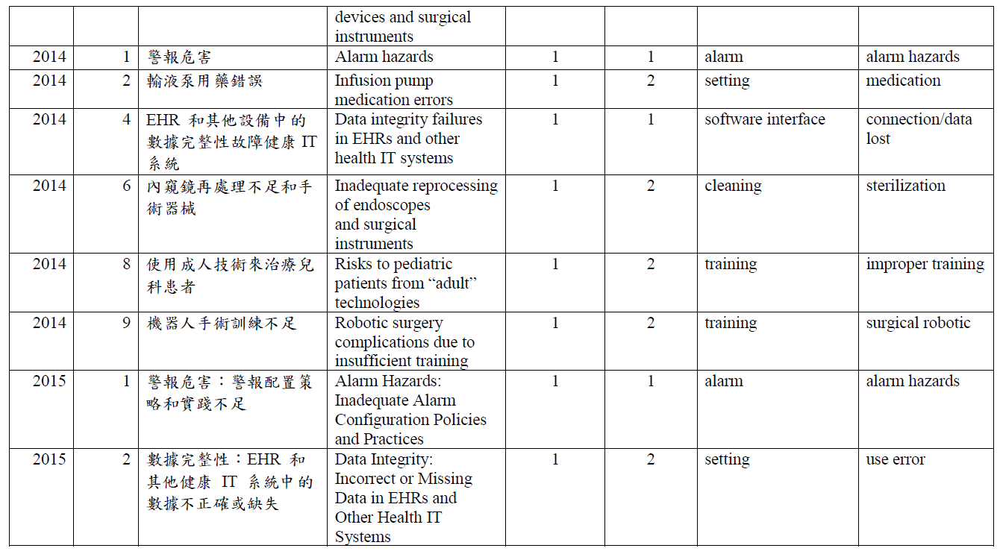 devices and surgical
instruments
2014 1 警報危害 Alarm hazards 1 1 alarm alarm hazards
2014 2 輸液泵用藥錯誤 Infusion pump 1 2 setting medication
medication errors
2014 4 EHR 和其他設備中的 Data integrity failures 1 1 software interface connection/data
數據完整性故障健康 IT in EHRs and other lost
系統 health IT systems
2014 6 內窺鏡再處理不足和手 Inadequate reprocessing 1 2 cleaning sterilization
術器械 of endoscopes
and surgical
instruments
2014 8 使用成人技術來治療兒 Risks to pediatric 1 2 training improper training
科患者 patients from “adult”
technologies
2014 9 機器人手術訓練不足 Robotic surgery 1 2 training surgical robotic
complications due to
insufficient training
2015 1 警報危害：警報配置策 Alarm Hazards: 1 1 alarm alarm hazards
略和實踐不足 Inadequate Alarm
Configuration Policies
and Practices
2015 2 數據完整性：EHR 和 Data Integrity: 1 2 setting use error
其他健康 IT 系統中的 Incorrect or Missing
數據不正確或缺失 Data in EHRs and
Other Health IT
Systems